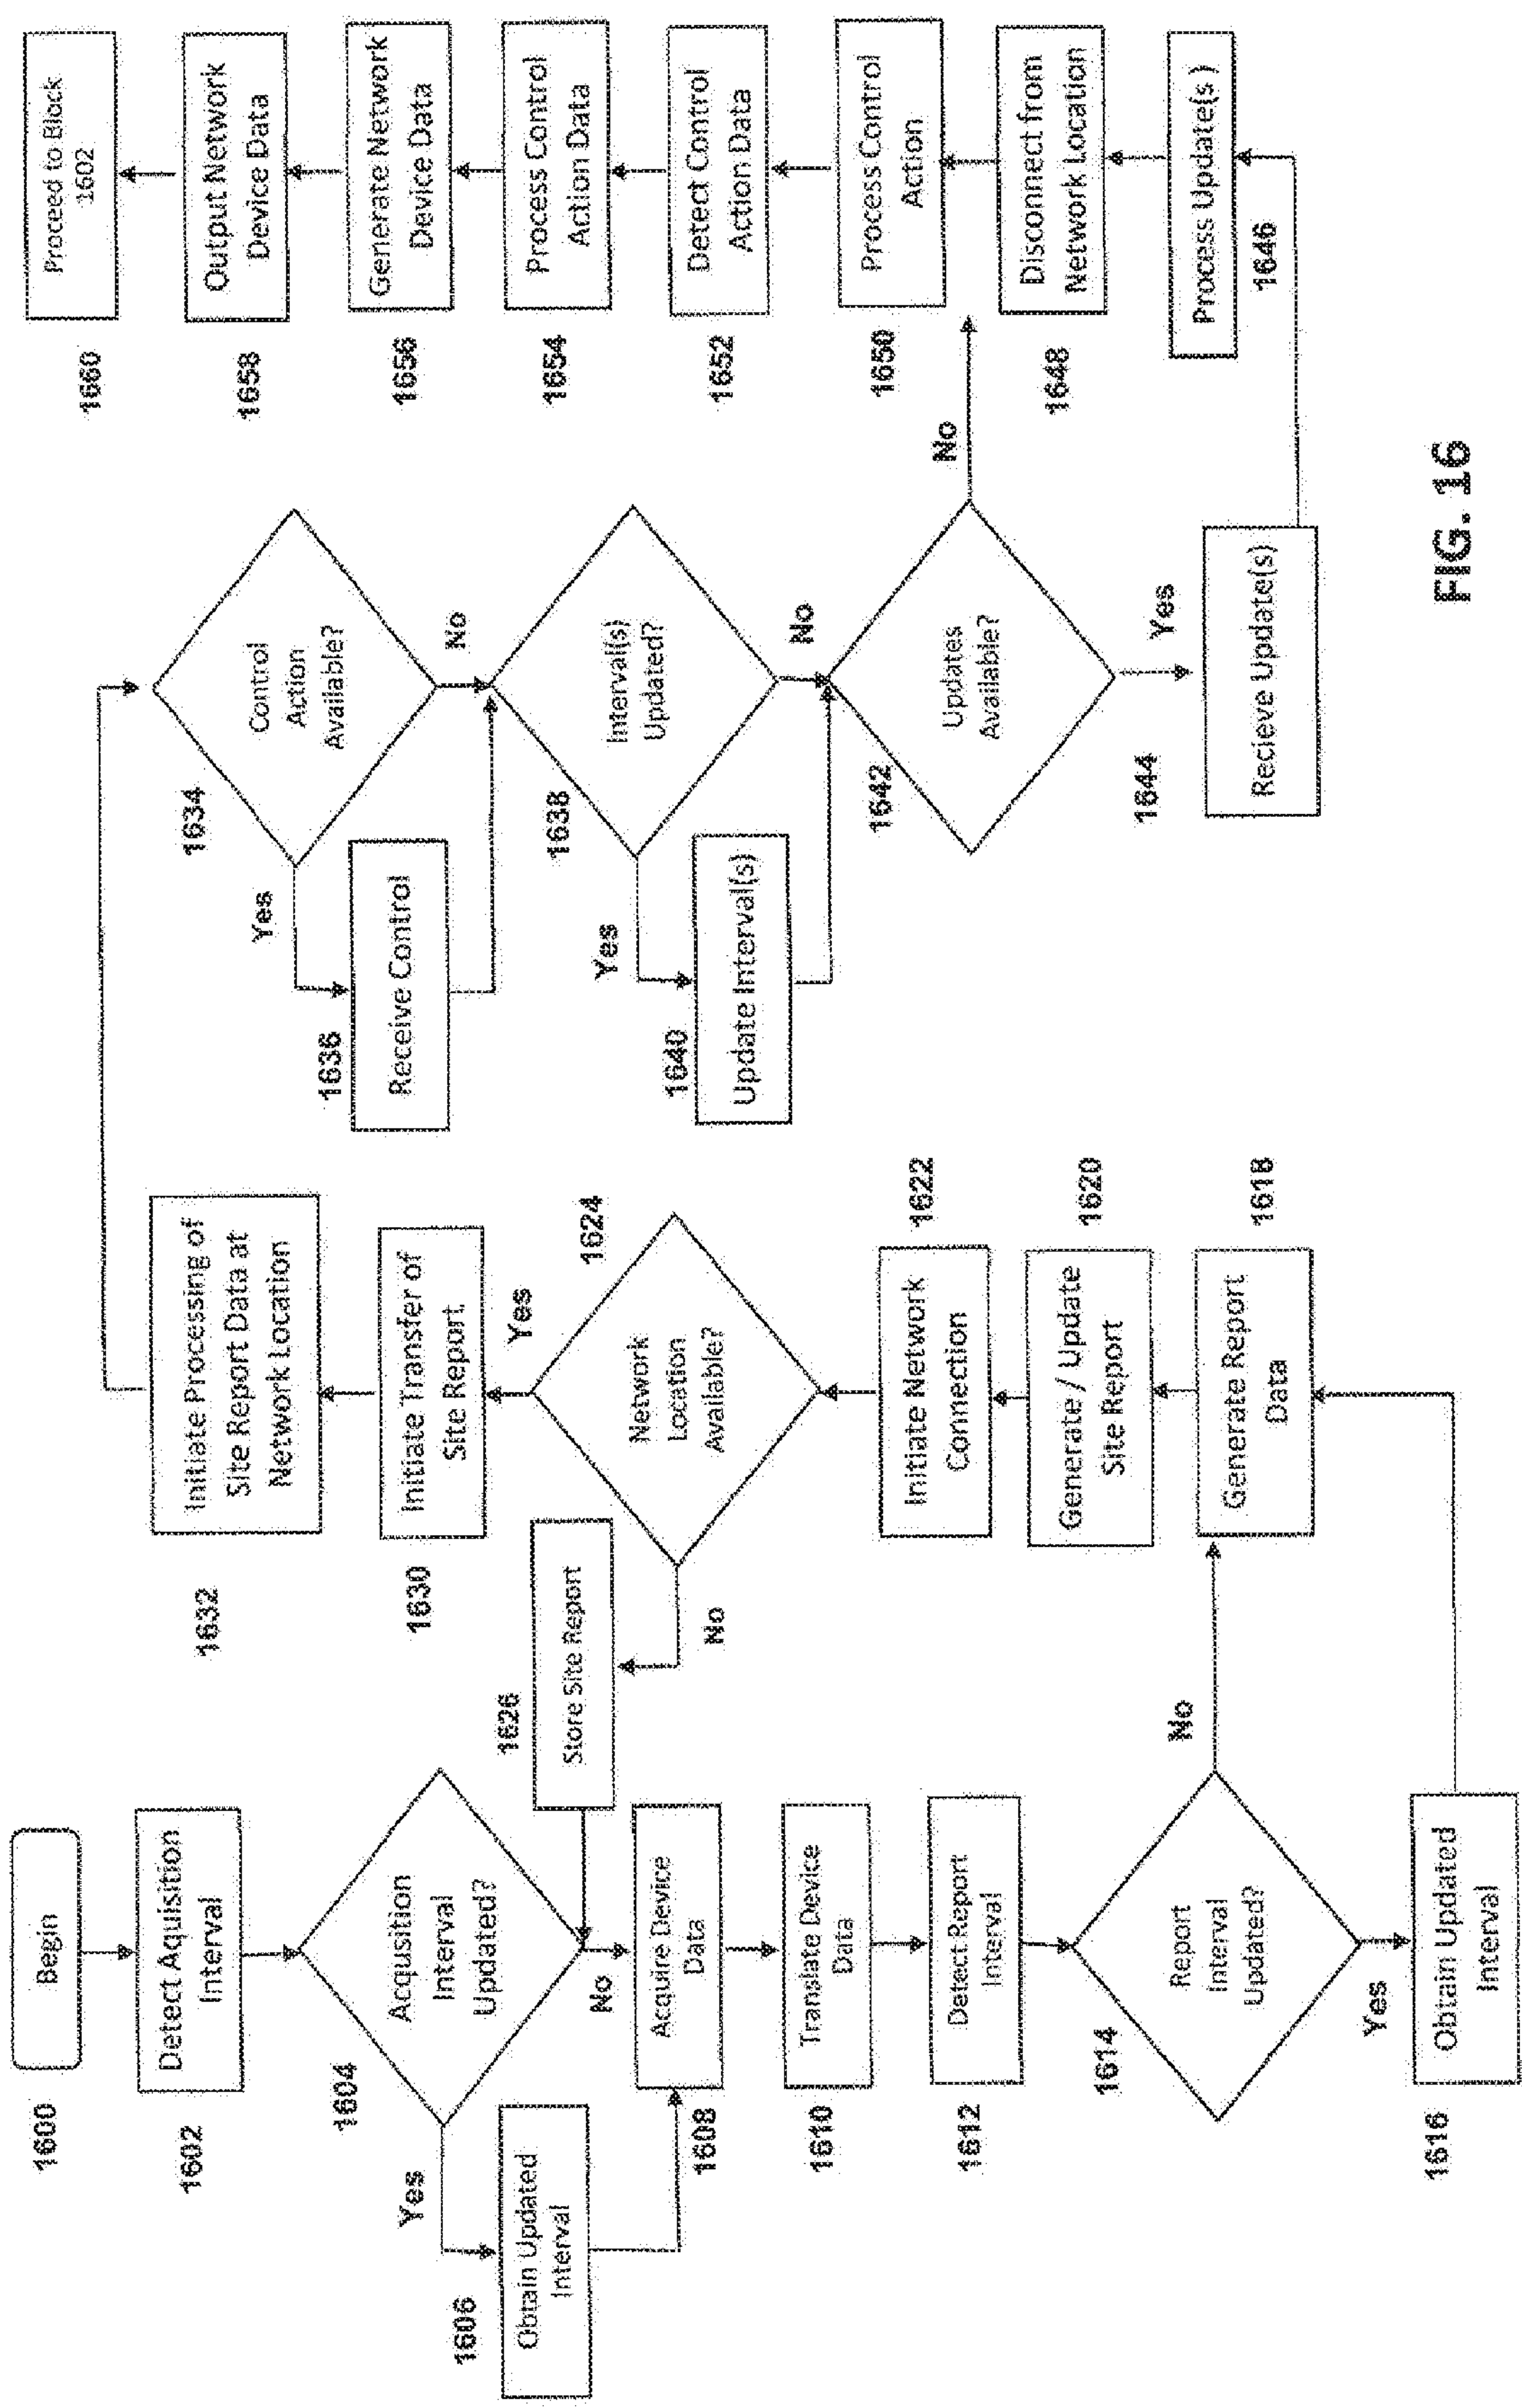 1600
Begin
1602
Detect Aquisition
Interval
1604
Acqusition
Interval
Updated?
Yes
No
1606
Obtain Updated
Interval
1608
Acquire Device
Data
1610
Translate Device
Data
1612
Detect Report
Interval
1614
Report
Interval
Updated?
No
Yes
1616
Obtain Updated
Interval
1626
Store Site Report
1632
Initiate Processing of
Site Report Data at
Network Location
1630
Initiate Transfer of
Site Report.
Yes
1624
Network
Location
Available?
No
1622
Initiate Network
Connection
1620
Generate / Update
Site Report
1618
Generate Report
Data
1634
Control
Action
Available?
Yes
No
1636
Receive Control
1638
Interval(s)
Updated?
Yes
No
1640
Update Interval(s)
1642
Updates
Available?
No
Yes
1644
Recieve Update(s)
1660
Proceed to Block
1602
1658
Output Network
Device Data
1656
Generate Network
Device Data
1654
Process Control
Action Data
1652
Detect Control
Action Data
1650
Process Control
Action
1648
Disconnect from
Network Location
Process Update(s )
1646
FIG. 16